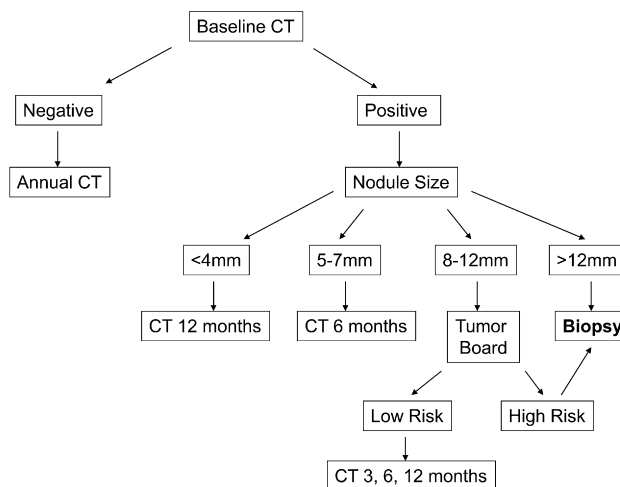 Baseline CT
Negative
Positive
Annual CT
Nodule Size
<4mm
5-7mm
8-12mm
>12mm
CT 12 months
CT 6 months
Tumor
Board
Biopsy
Low Risk
High Risk
CT 3, 6, 12 months